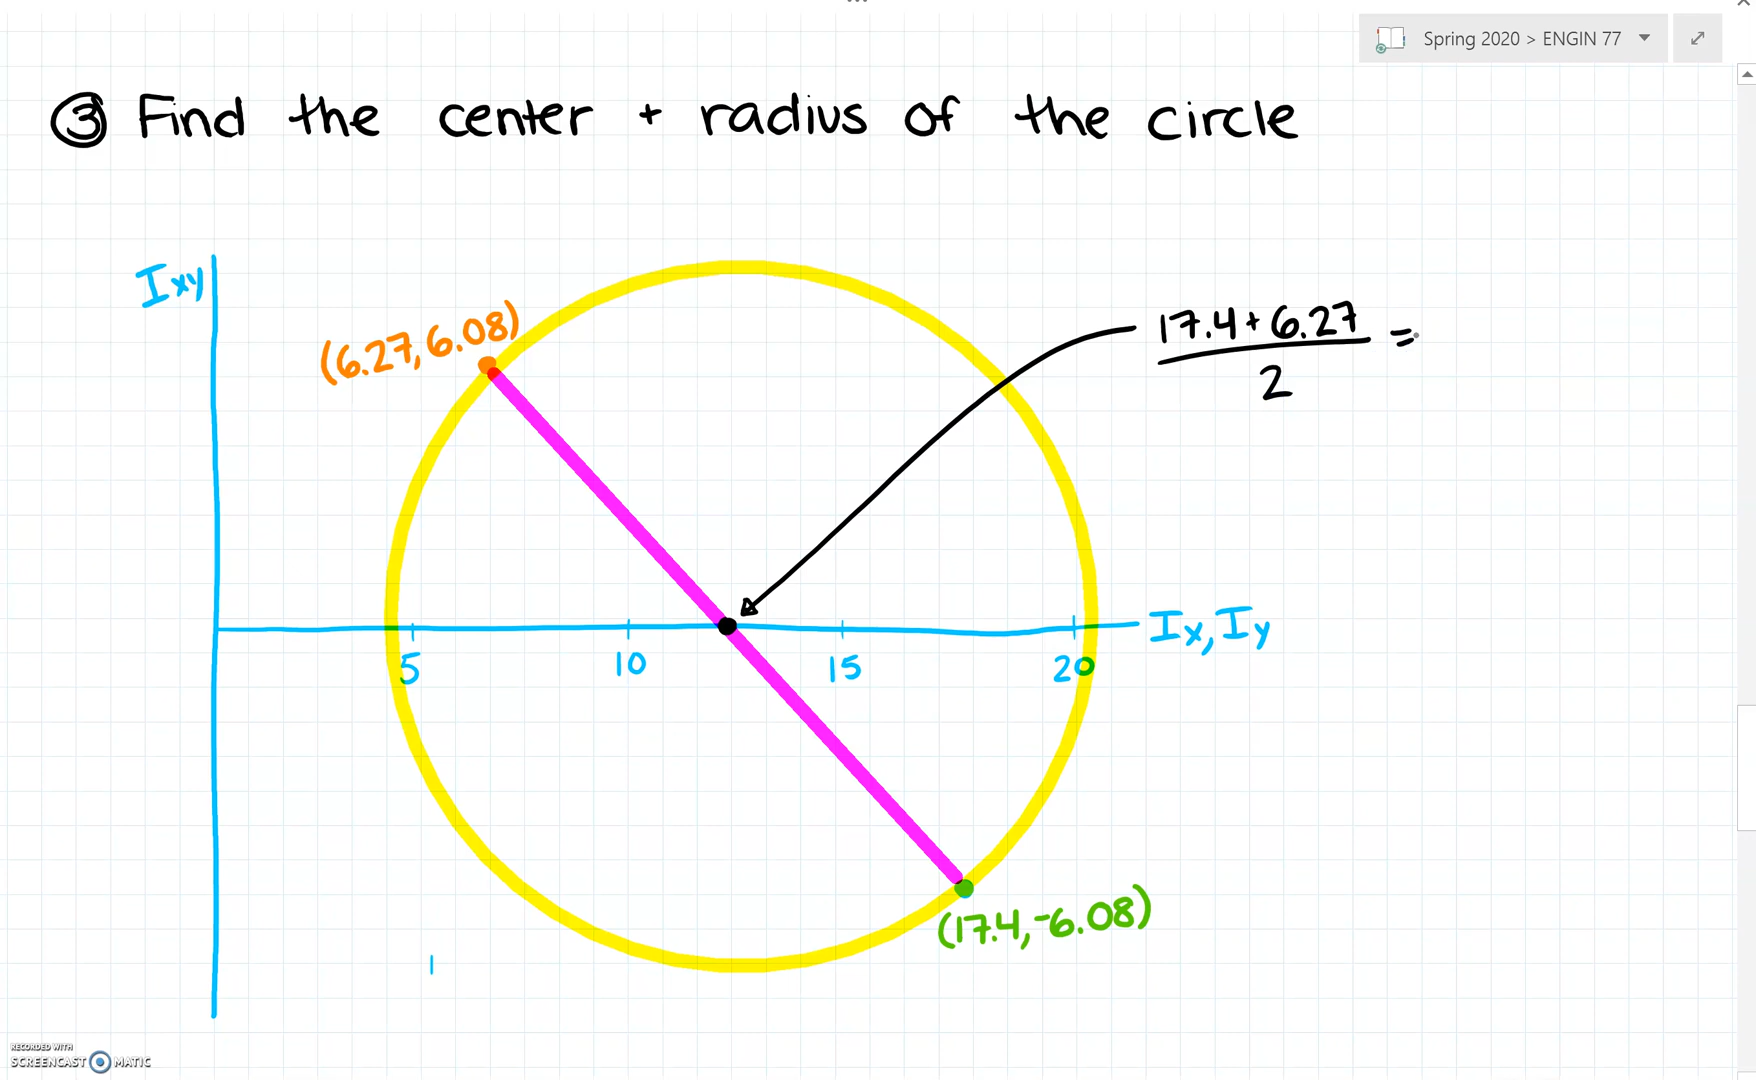 Spring 2020 > ENGIN 77
③ Find the center + radius of the circle
Ixy
(6.27, 6.08)
17.4 + 6.27
=
2
Ix, Iy
5 10 15 20
(17.4, -6.08)
RECORDED WITH
SCREENCAST MATIC